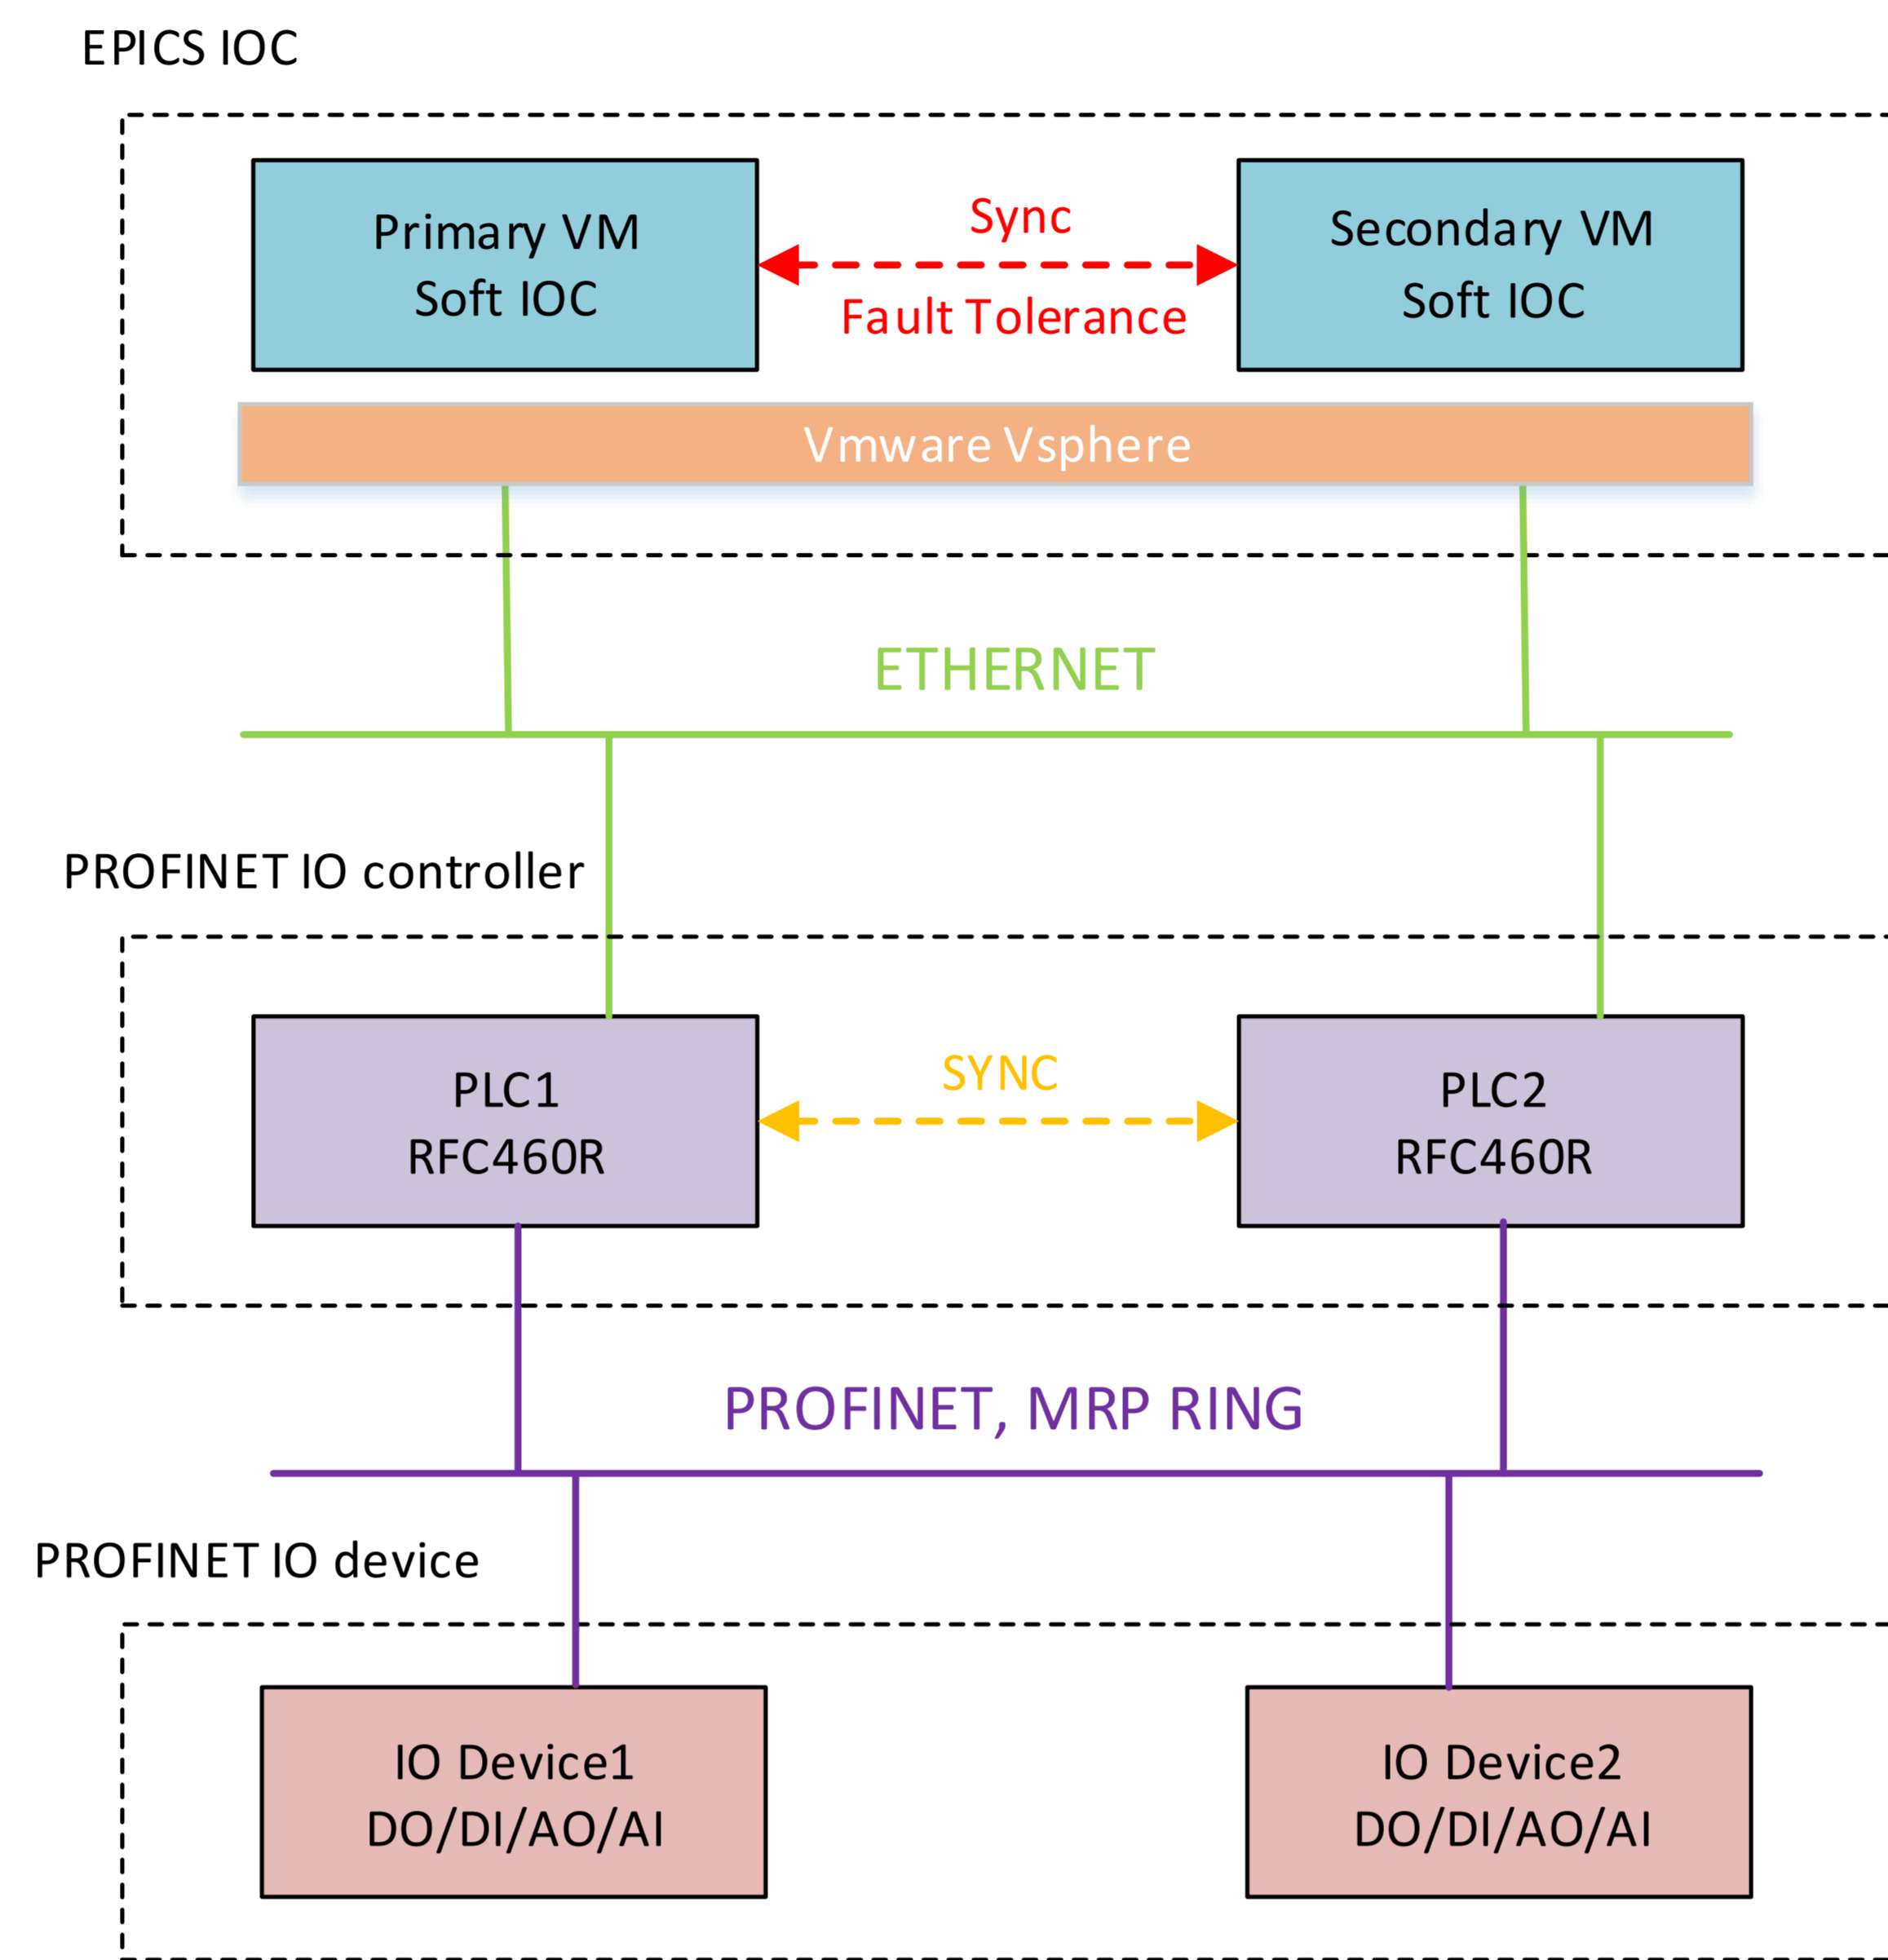 EPICS IOC
Primary VM
Soft IOC
Sync
Fault Tolerance
Secondary VM
Soft IOC
Vmware Vsphere
ETHERNET
PROFINET IO controller
PLC1
RFC460R
SYNC
PLC2
RFC460R
PROFINET, MRP RING
PROFINET IO device
IO Device1
DO/DI/AO/AI
IO Device2
DO/DI/AO/AI